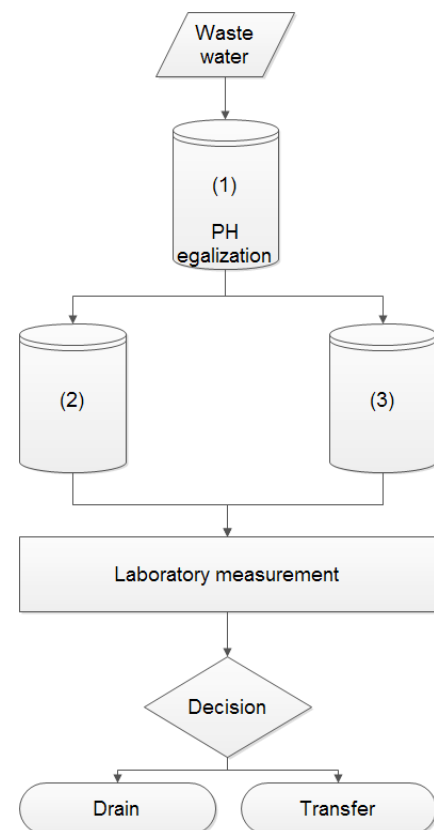 Waste
water
(1)
PH
egalization
(2)
(3)
Laboratory measurement
Decision
Drain
Transfer